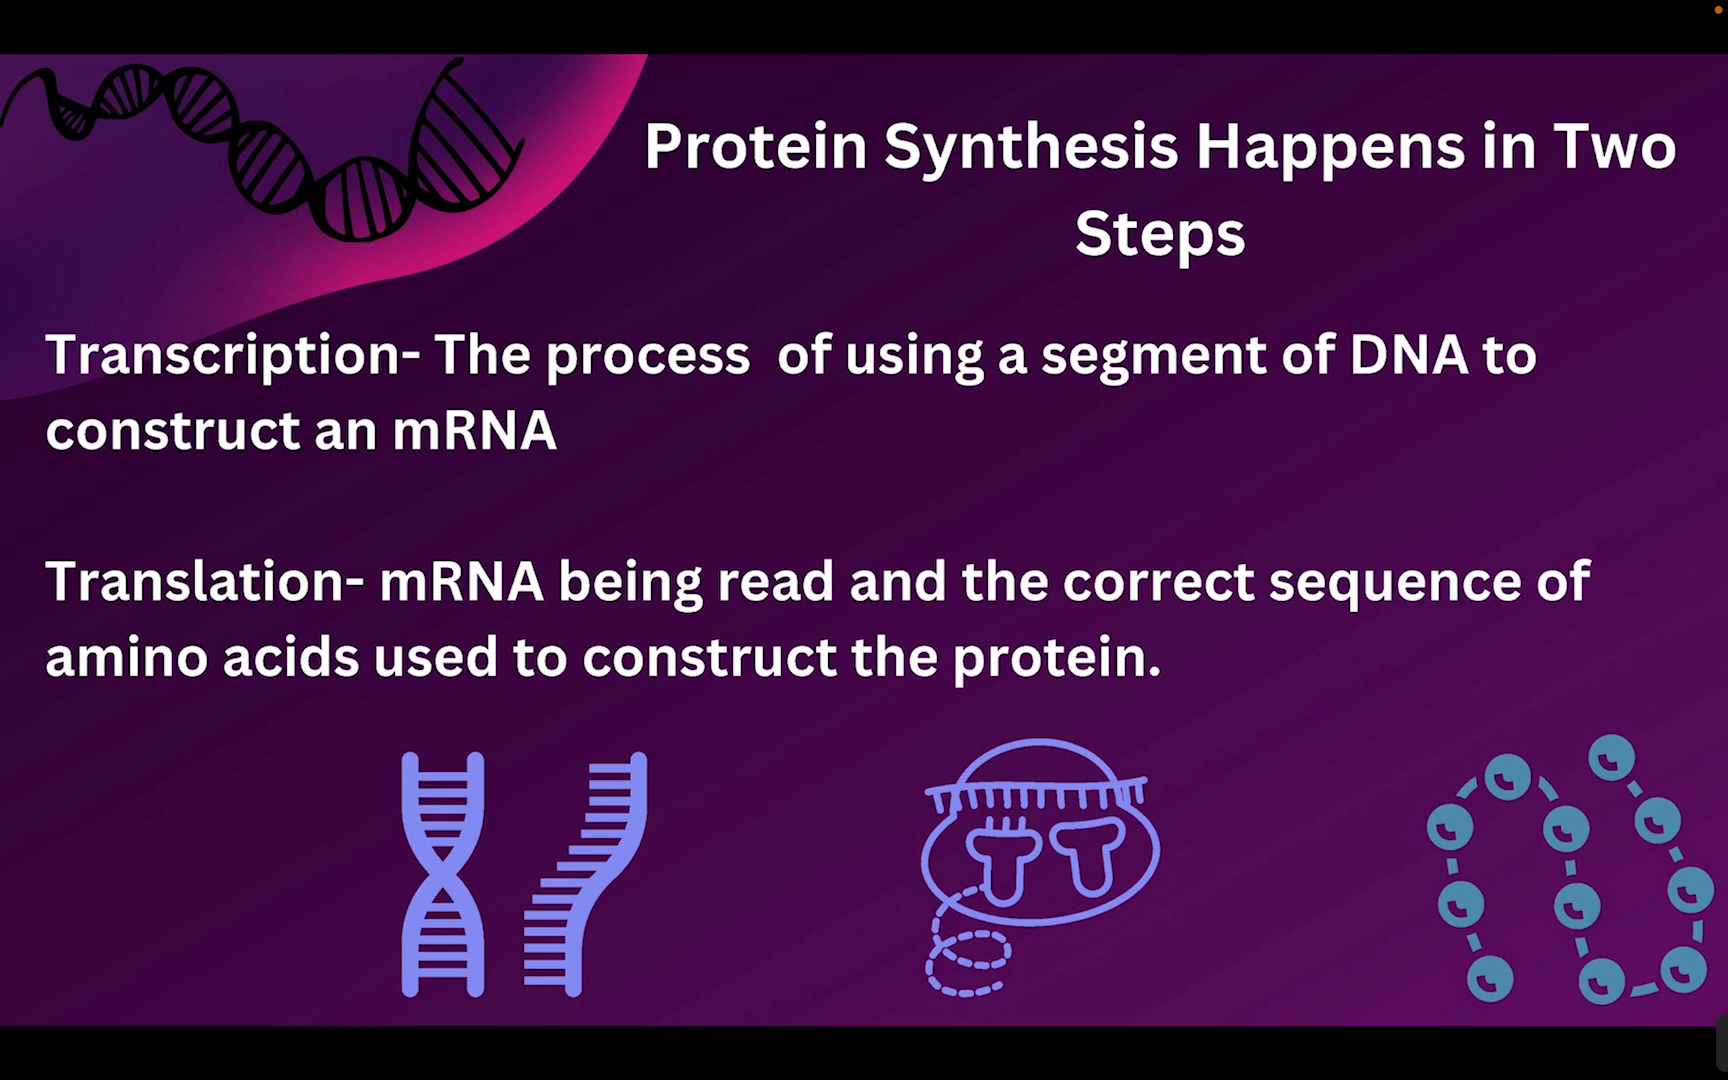 Protein Synthesis Happens in Two
Steps
Transcription- The process  of using a segment of DNA to
construct an mRNA
Translation- mRNA being read and the correct sequence of
amino acids used to construct the protein.